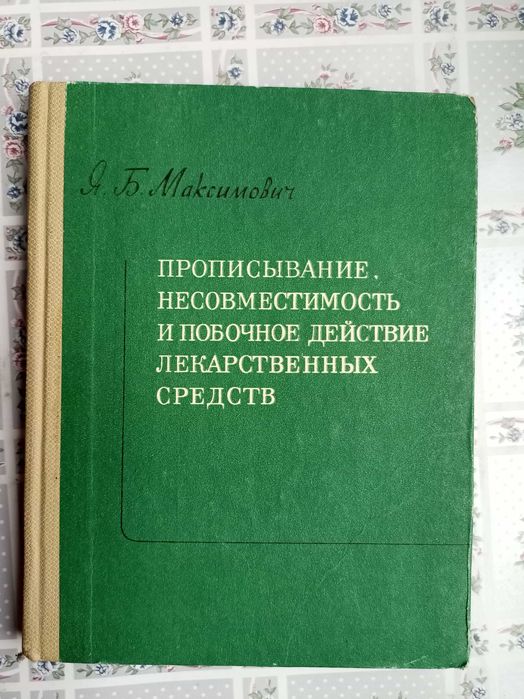 Я. Б. Максимович
ПРОПИСЫВАНИЕ,
НЕСОВМЕСТИМОСТЬ
И ПОБОЧНОЕ ДЕЙСТВИЕ
ЛЕКАРСТВЕННЫХ
СРЕДСТВ